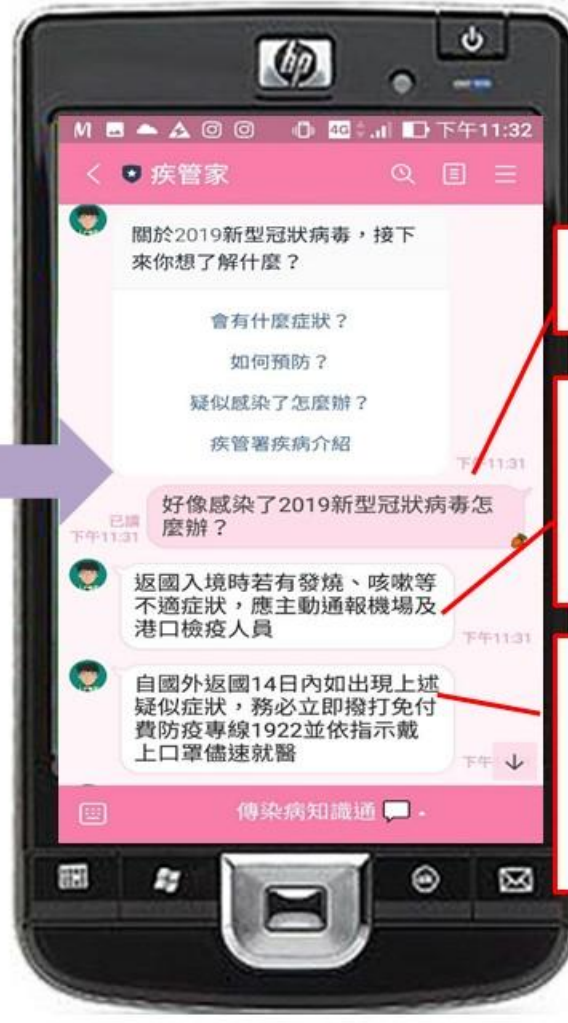 hp
M 4G 下午11:32
疾管家
關於2019新型冠狀病毒，接下
來你想了解什麼？
會有什麼症狀？
如何預防？
疑似感染了怎麼辦？
疾管署疾病介紹
下午11:31
好像感染了2019新型冠狀病毒怎
麼辦？
已讀
下午11:31
返國入境時若有發燒、咳嗽等
不適症狀，應主動通報機場及
港口檢疫人員
下午11:31
自國外返國14日內如出現上述
疑似症狀，務必立即撥打免付
費防疫專線1922並依指示戴
上口罩儘速就醫
下午
傳染病知識通
ok